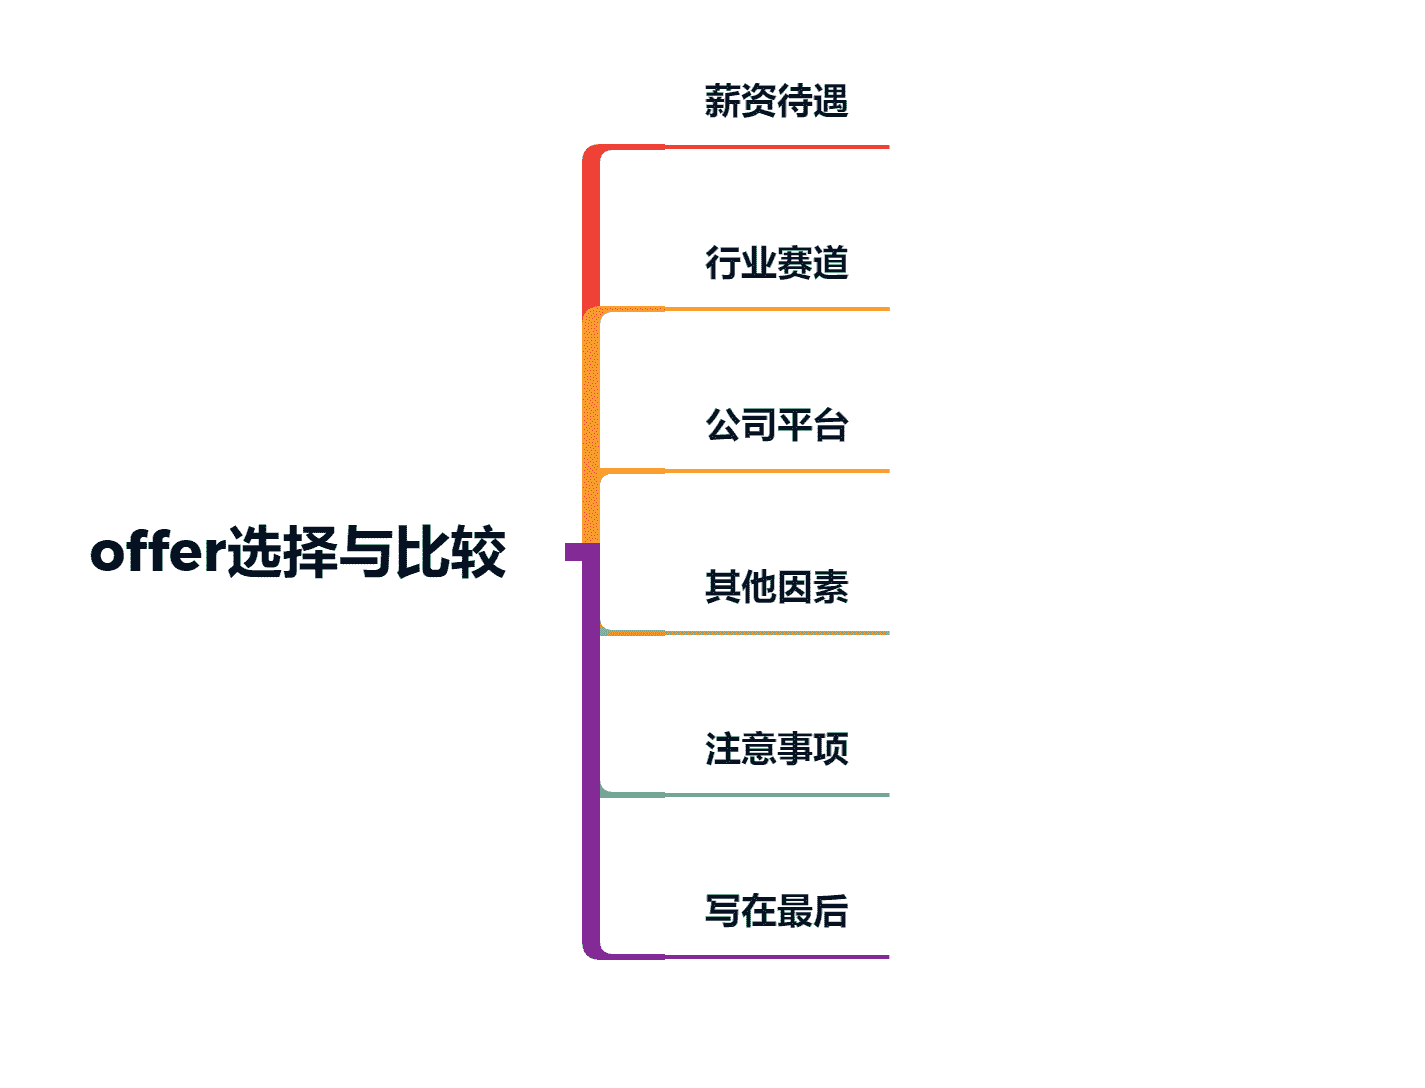 薪资待遇
行业赛道
公司平台
offer选择与比较
其他因素
注意事项
写在最后